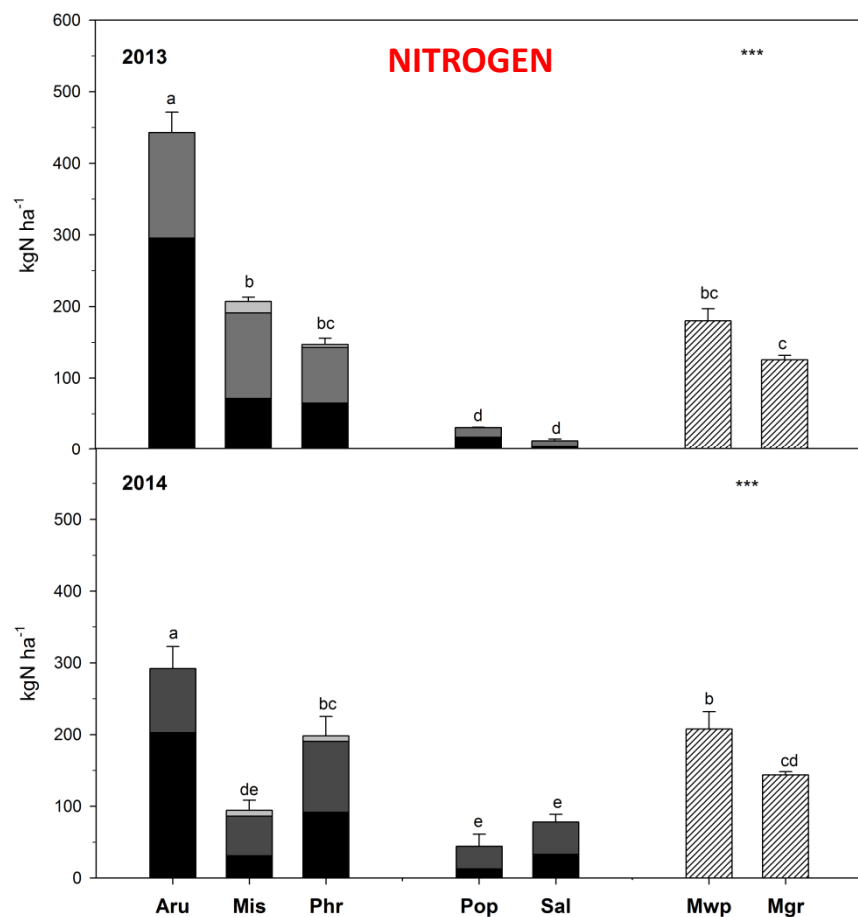 600
2013 NITROGEN ***
a
500
400
kgN ha⁻¹
300
b
bc
bc
200
c
100
d
d
0
2014 ***
500
400
kgN ha⁻¹
a
300
bc
b
200
cd
de
e
e
100
0
Aru Mis Phr Pop Sal Mwp Mgr